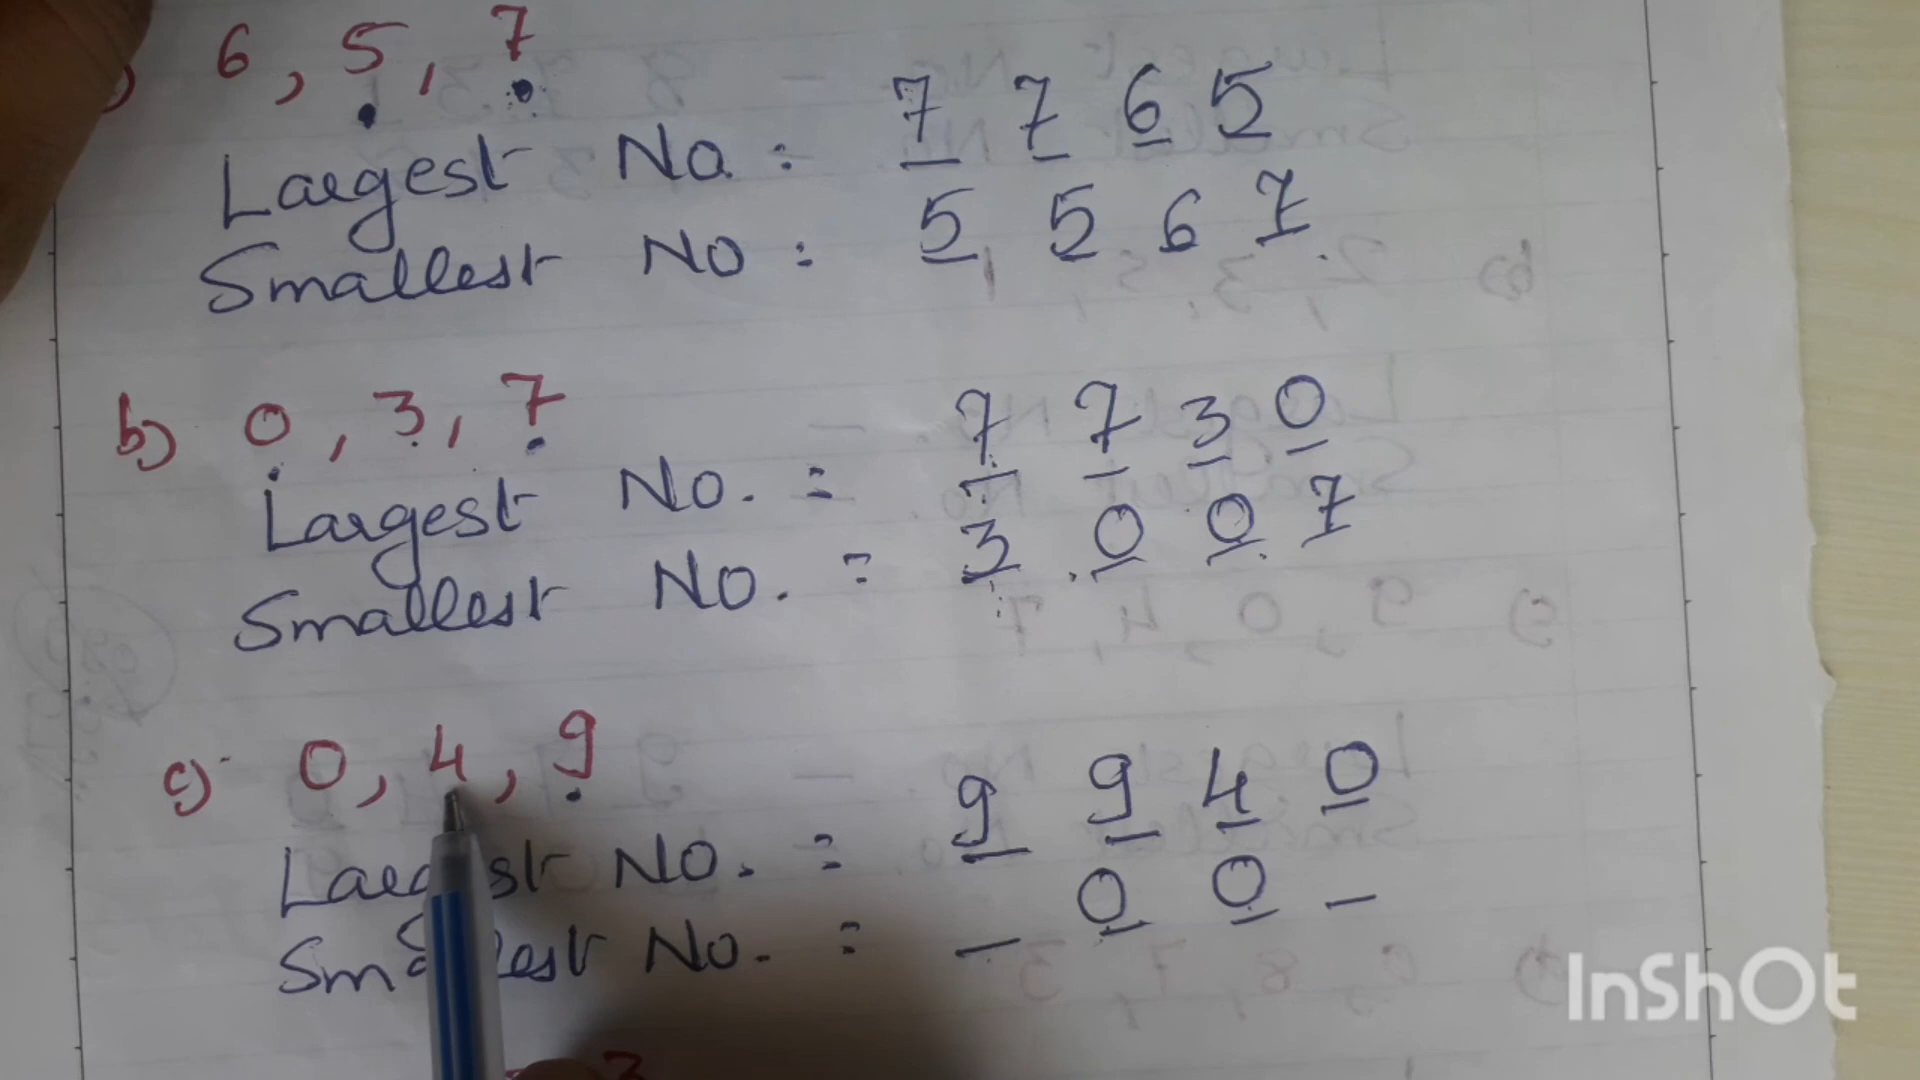 ) 6, 5, 7
Largest No : 7 7 6 5
Smallest No : 5 5 6 7
b) 0, 3, 7
Largest No. = 7 7 3 0
Smallest No. = 3 0 0 7
c) 0, 4, 9
Largest No. = 9 9 4 0
Smallest No. = _ 0 0 _
3
InShOt